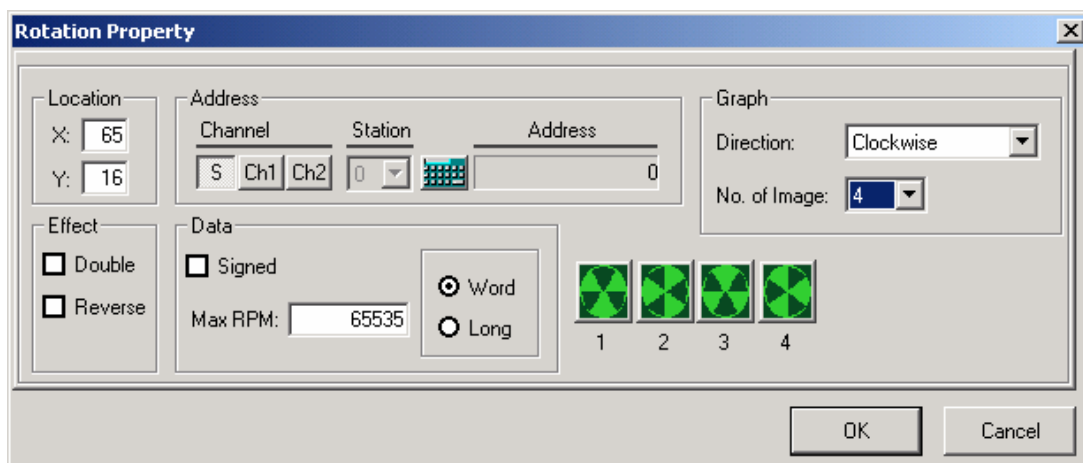 Rotation Property
Location
X: 65
Y: 16
Address
Channel Station Address
S Ch1 Ch2 0 0
Graph
Direction: Clockwise
No. of Image: 4
Effect
Double
Reverse
Data
Signed
Max RPM: 65535
Word
Long
1 2 3 4
OK Cancel